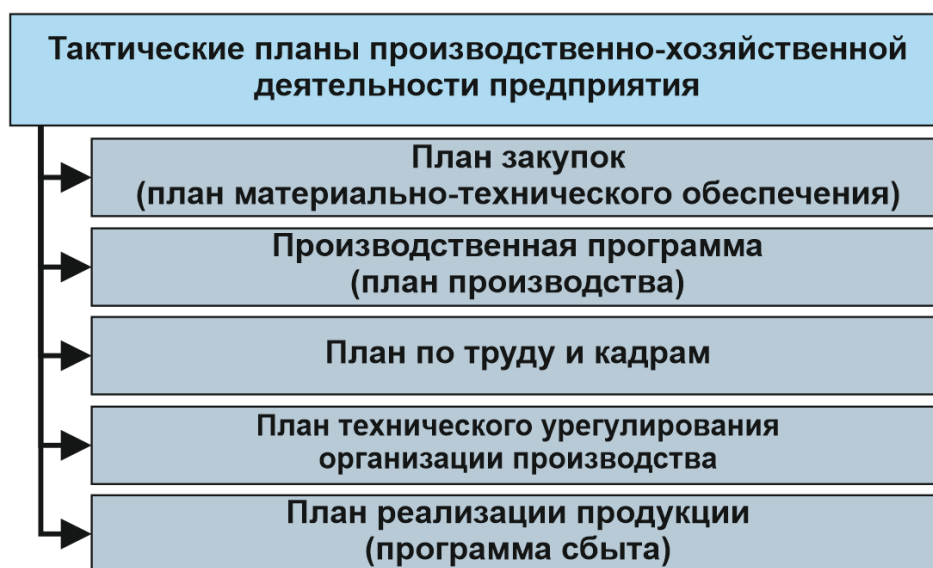 Тактические планы производственно-хозяйственной
деятельности предприятия
План закупок
(план материально-технического обеспечения)
Производственная программа
(план производства)
План по труду и кадрам
План технического урегулирования
организации производства
План реализации продукции
(программа сбыта)